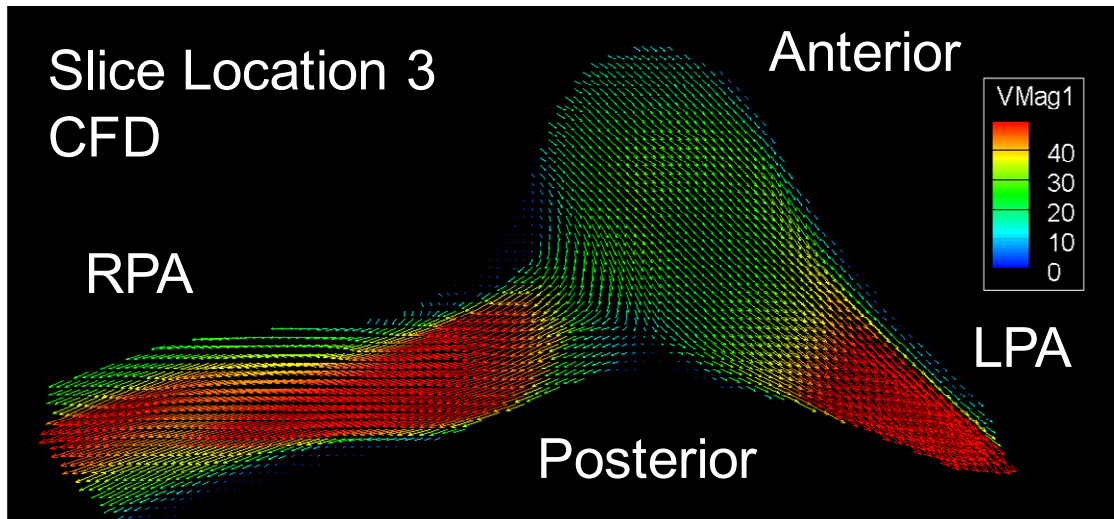 Slice Location 3
CFD
Anterior
VMag1
40
30
20
10
0
RPA
LPA
Posterior